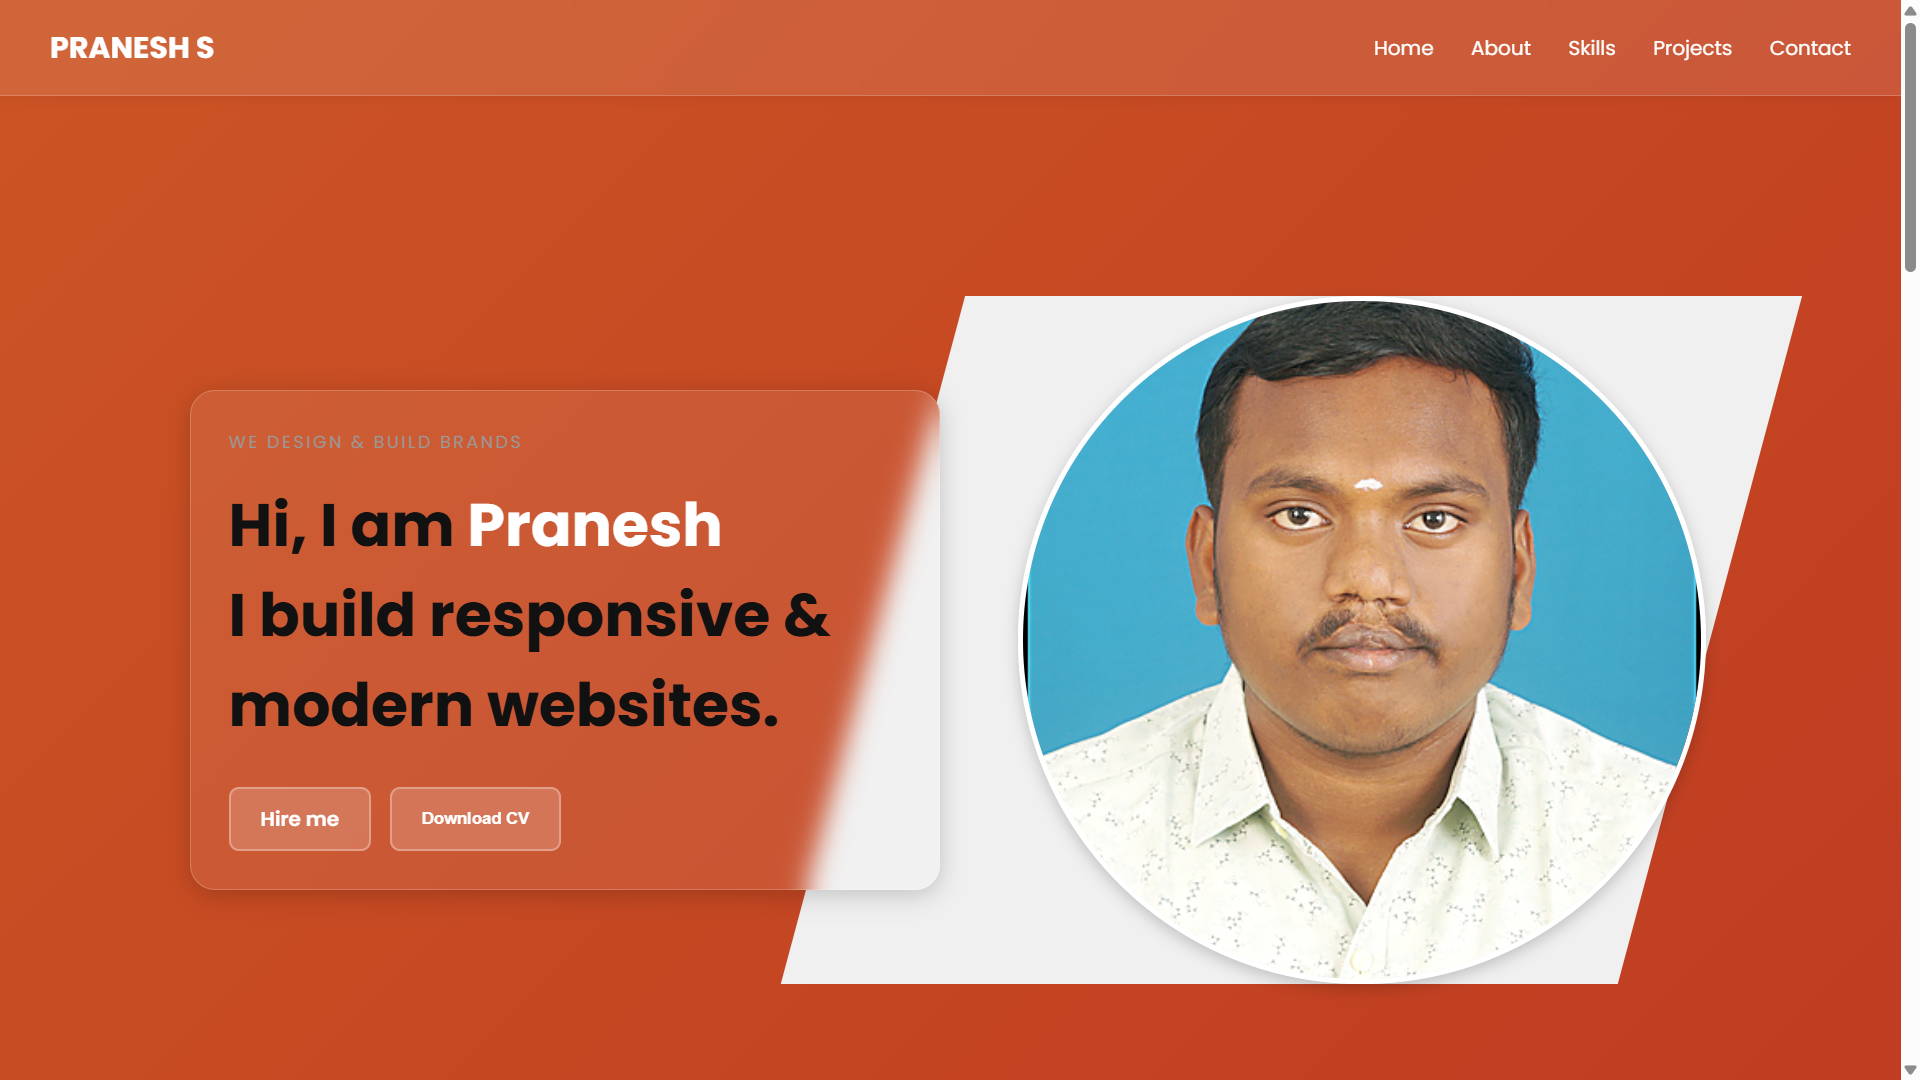 PRANESH S
Home About Skills Projects Contact
WE DESIGN & BUILD BRANDS
Hi, I am Pranesh
I build responsive &
modern websites.
Hire me
Download CV